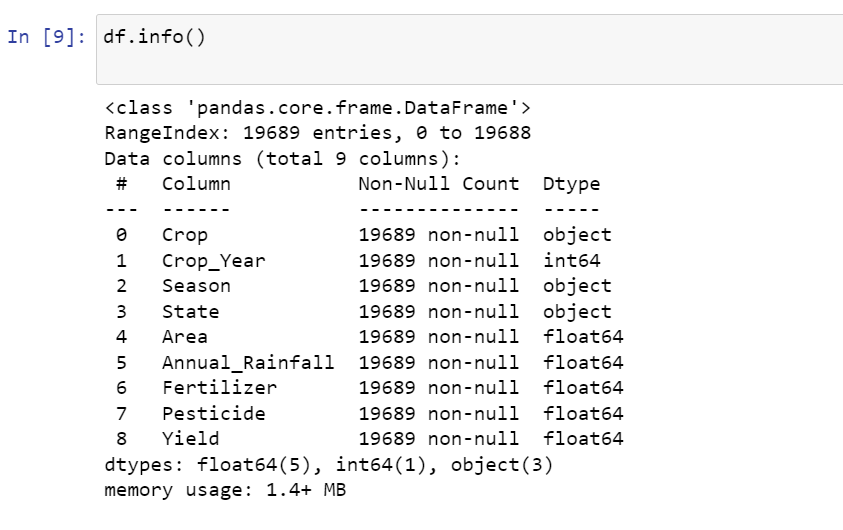 In [9]: df.info()
<class 'pandas.core.frame.DataFrame'>
RangeIndex: 19689 entries, 0 to 19688
Data columns (total 9 columns):
 #   Column           Non-Null Count  Dtype
---  ------           --------------  -----
 0   Crop             19689 non-null  object
 1   Crop_Year        19689 non-null  int64
 2   Season           19689 non-null  object
 3   State            19689 non-null  object
 4   Area             19689 non-null  float64
 5   Annual_Rainfall  19689 non-null  float64
 6   Fertilizer       19689 non-null  float64
 7   Pesticide        19689 non-null  float64
 8   Yield            19689 non-null  float64
dtypes: float64(5), int64(1), object(3)
memory usage: 1.4+ MB